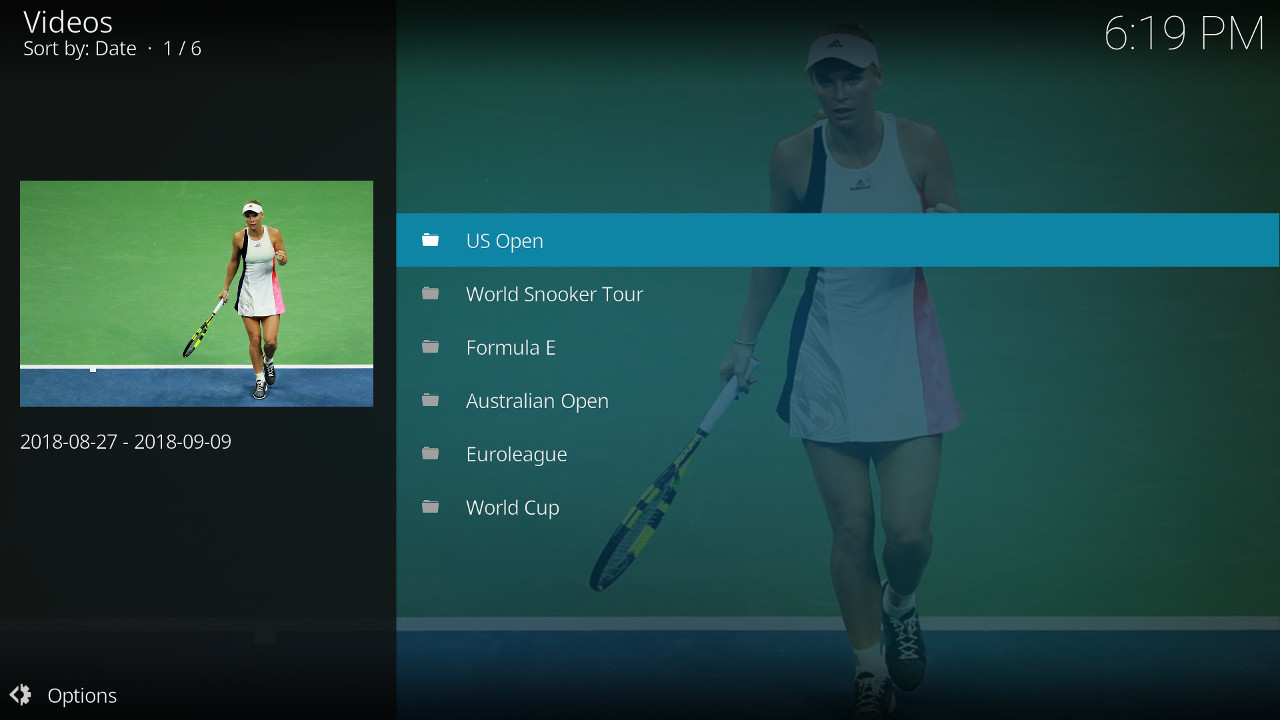 Videos
Sort by: Date · 1 / 6
6:19 PM
2018-08-27 - 2018-09-09
US Open
World Snooker Tour
Formula E
Australian Open
Euroleague
World Cup
Options